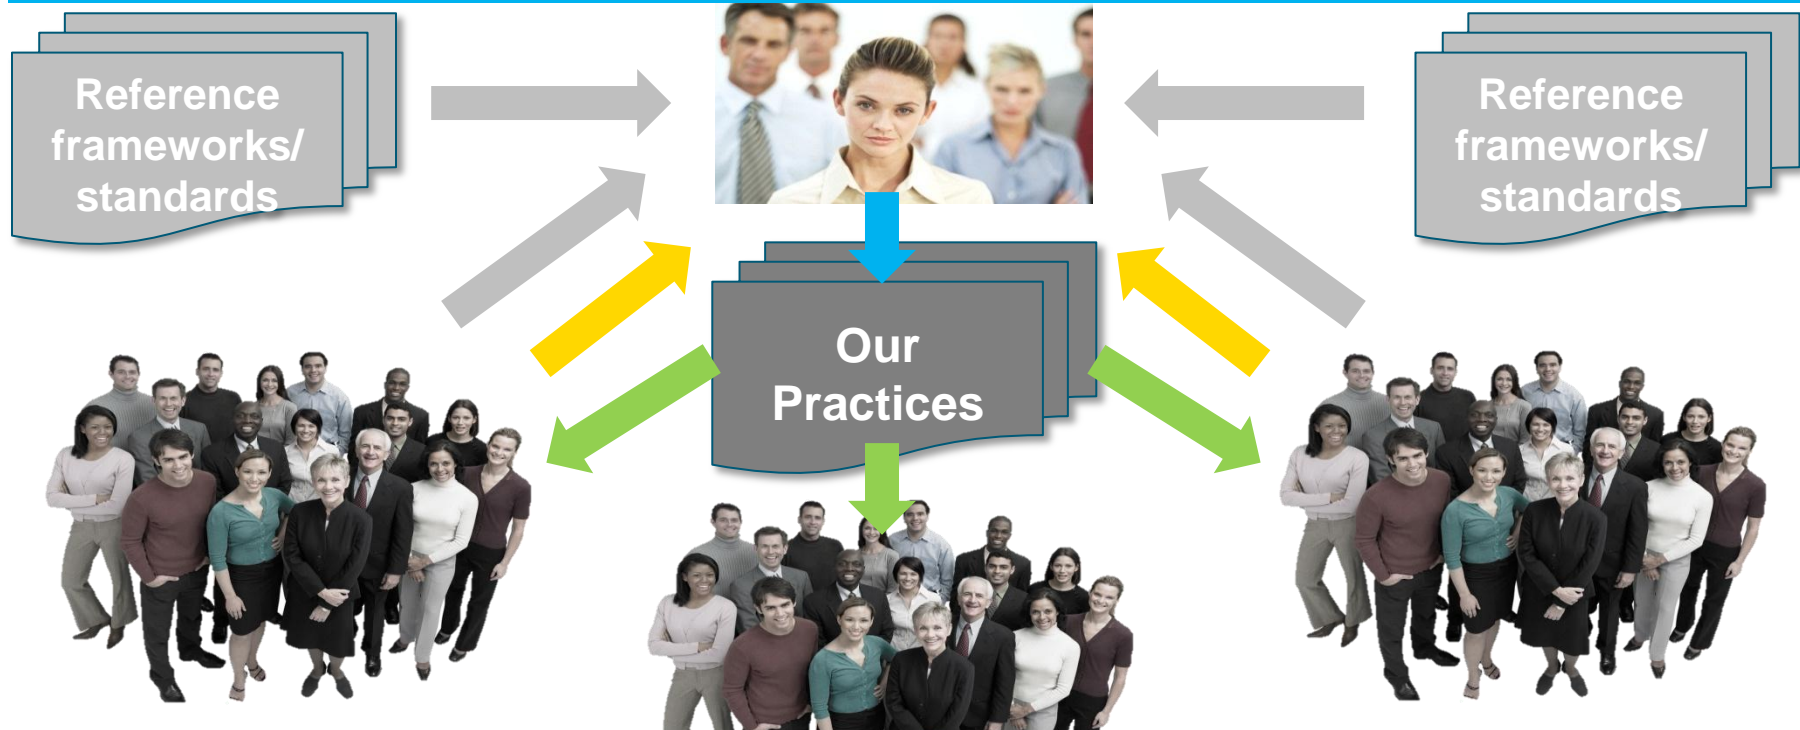 Reference
frameworks/
standards
Reference
frameworks/
standards
Our
Practices